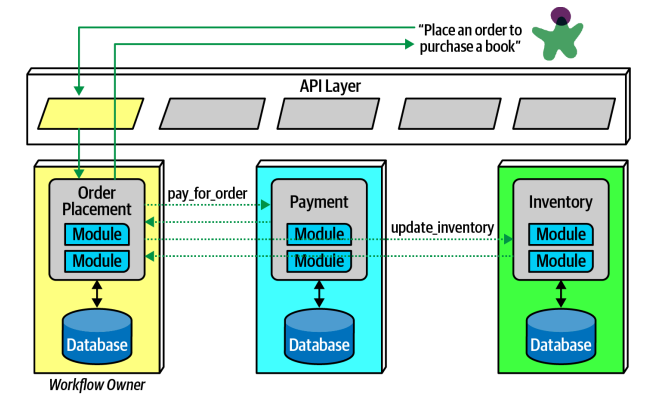 “Place an order to
purchase a book”
API Layer
Order
Placement
Module
Module
Database
Workflow Owner
pay_for_order
Payment
Module
Module
Database
update_inventory
Inventory
Module
Module
Database